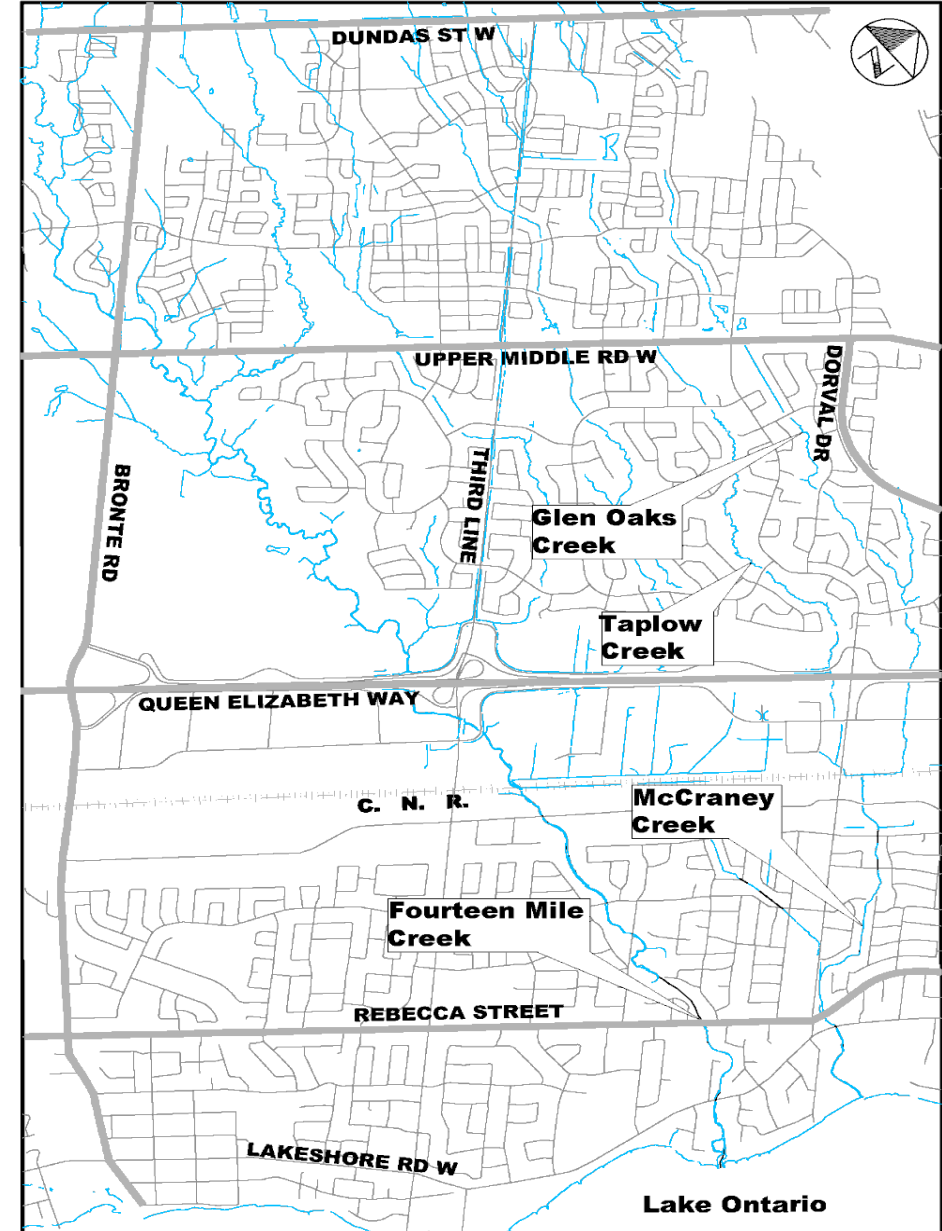 DUNDAS ST W
UPPER MIDDLE RD W
DORVAL DR
BRONTE RD
THIRD LINE
Glen Oaks
Creek
Taplow
Creek
QUEEN ELIZABETH WAY
C. N. R.
McCraney
Creek
Fourteen Mile
Creek
REBECCA STREET
LAKESHORE RD W
Lake Ontario